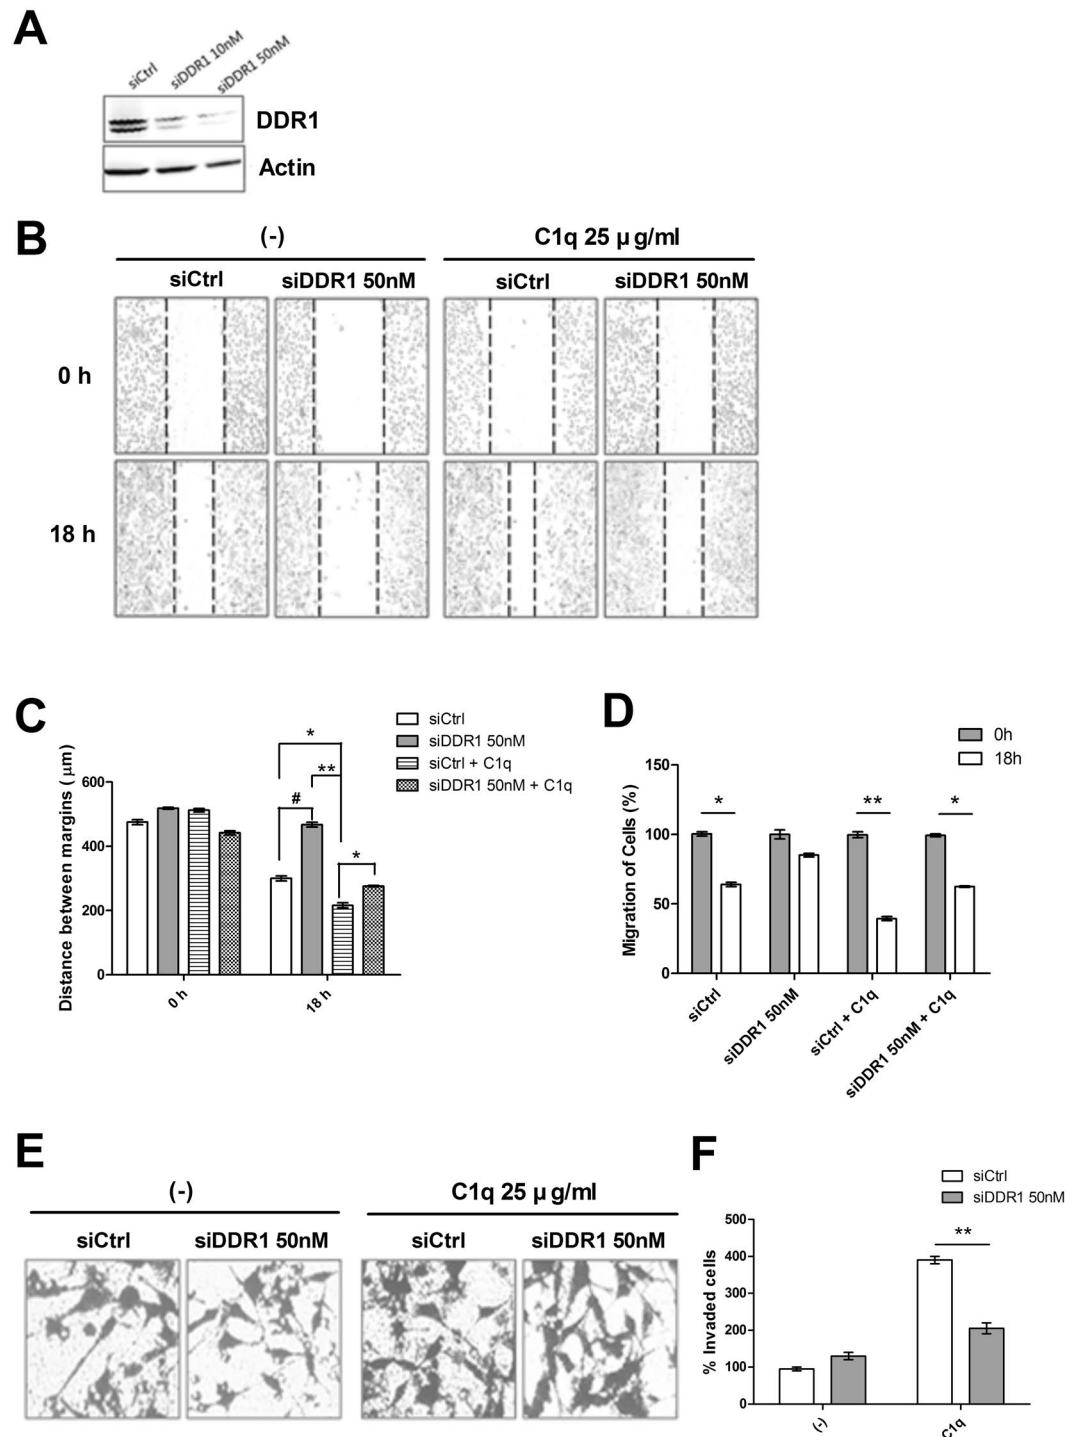 A
siCtrl
siDDR1 10nM
siDDR1 50nM
DDR1
Actin
B
(-)
C1q 25 µg/ml
siCtrl
siDDR1 50nM
siCtrl
siDDR1 50nM
0 h
18 h
C
siCtrl
siDDR1 50nM
siCtrl + C1q
siDDR1 50nM + C1q
Distance between margins ( µm)
600
400
200
0
*
**
#
*
0 h
18 h
D
0h
18h
Migration of Cells (%)
150
100
50
0
*
**
*
siCtrl
siDDR1 50nM
siCtrl + C1q
siDDR1 50nM + C1q
E
(-)
C1q 25 µg/ml
siCtrl
siDDR1 50nM
siCtrl
siDDR1 50nM
F
siCtrl
siDDR1 50nM
% Invaded cells
500
400
300
200
100
0
**
(-)
C1q